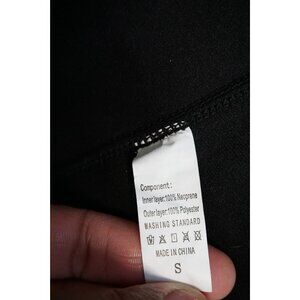 Component:
Inner layer:100% Neoprene
Outer layer:100% Polyester
WASHING STANDARD
MADE IN CHINA
S